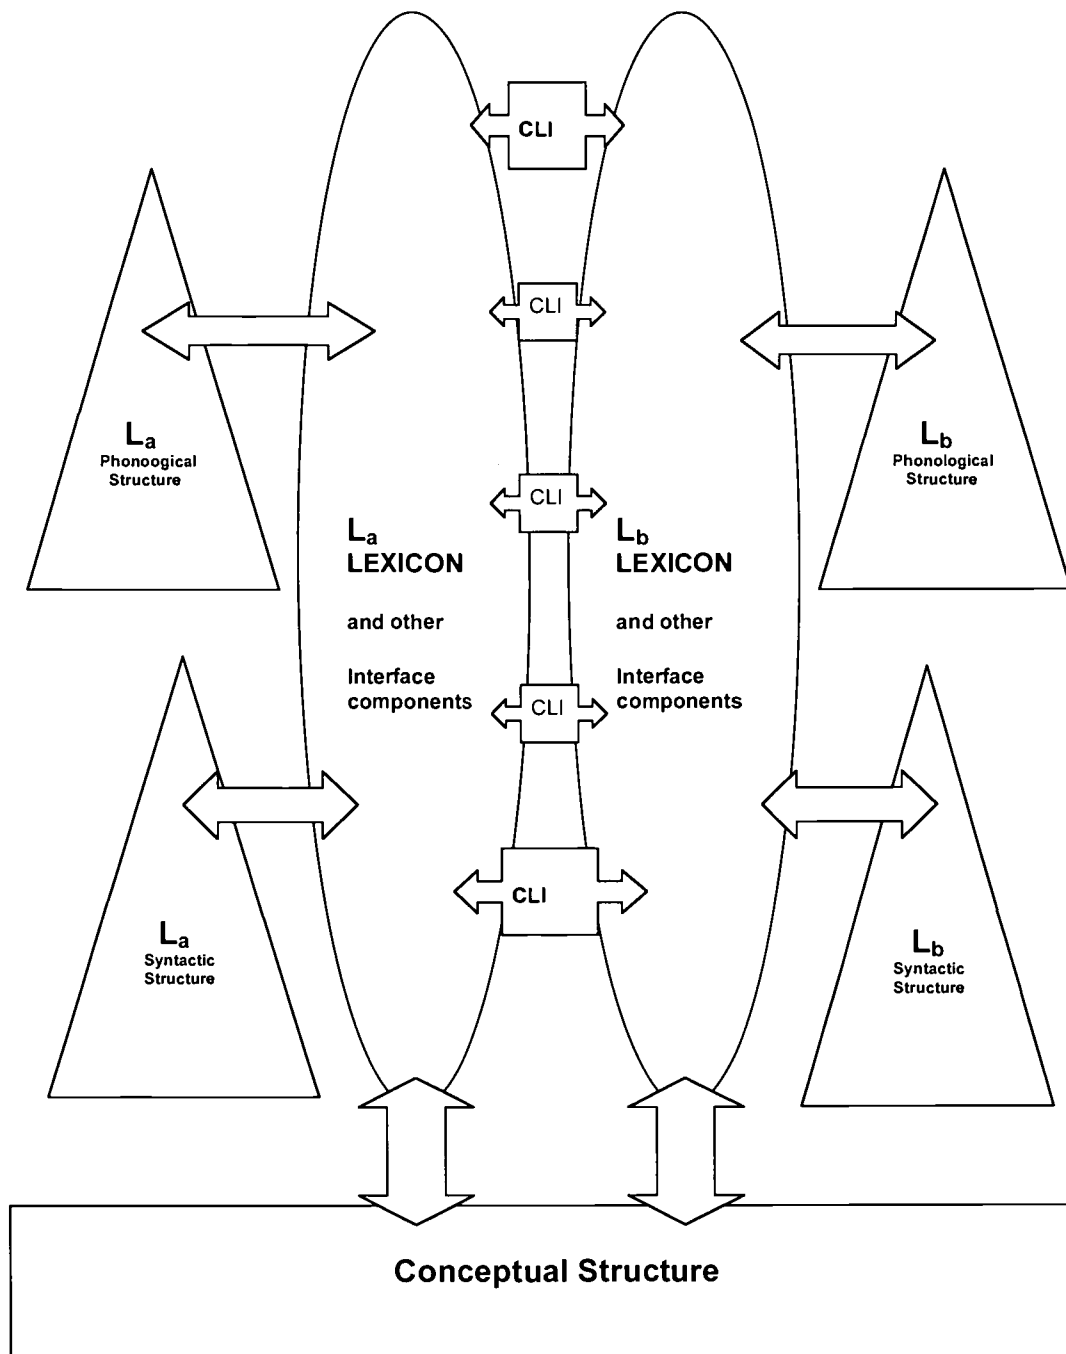 CLI
CLI
La
Phonoogical
Structure
Lb
Phonological
Structure
CLI
La
LEXICON
and other
Interface
components
Lb
LEXICON
and other
Interface
components
CLI
CLI
La
Syntactic
Structure
Lb
Syntactic
Structure
Conceptual Structure